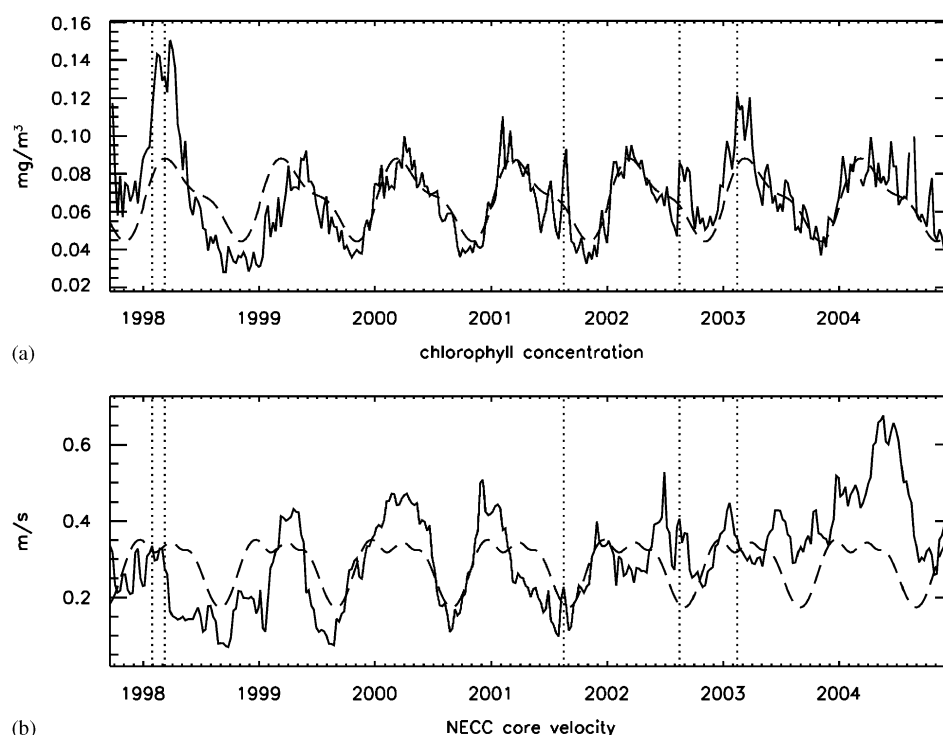 0.16
0.14
0.12
0.10
0.08
0.06
0.04
0.02
mg/m³
1998 1999 2000 2001 2002 2003 2004
(a)
chlorophyll concentration
0.6
0.4
0.2
m/s
1998 1999 2000 2001 2002 2003 2004
(b)
NECC core velocity